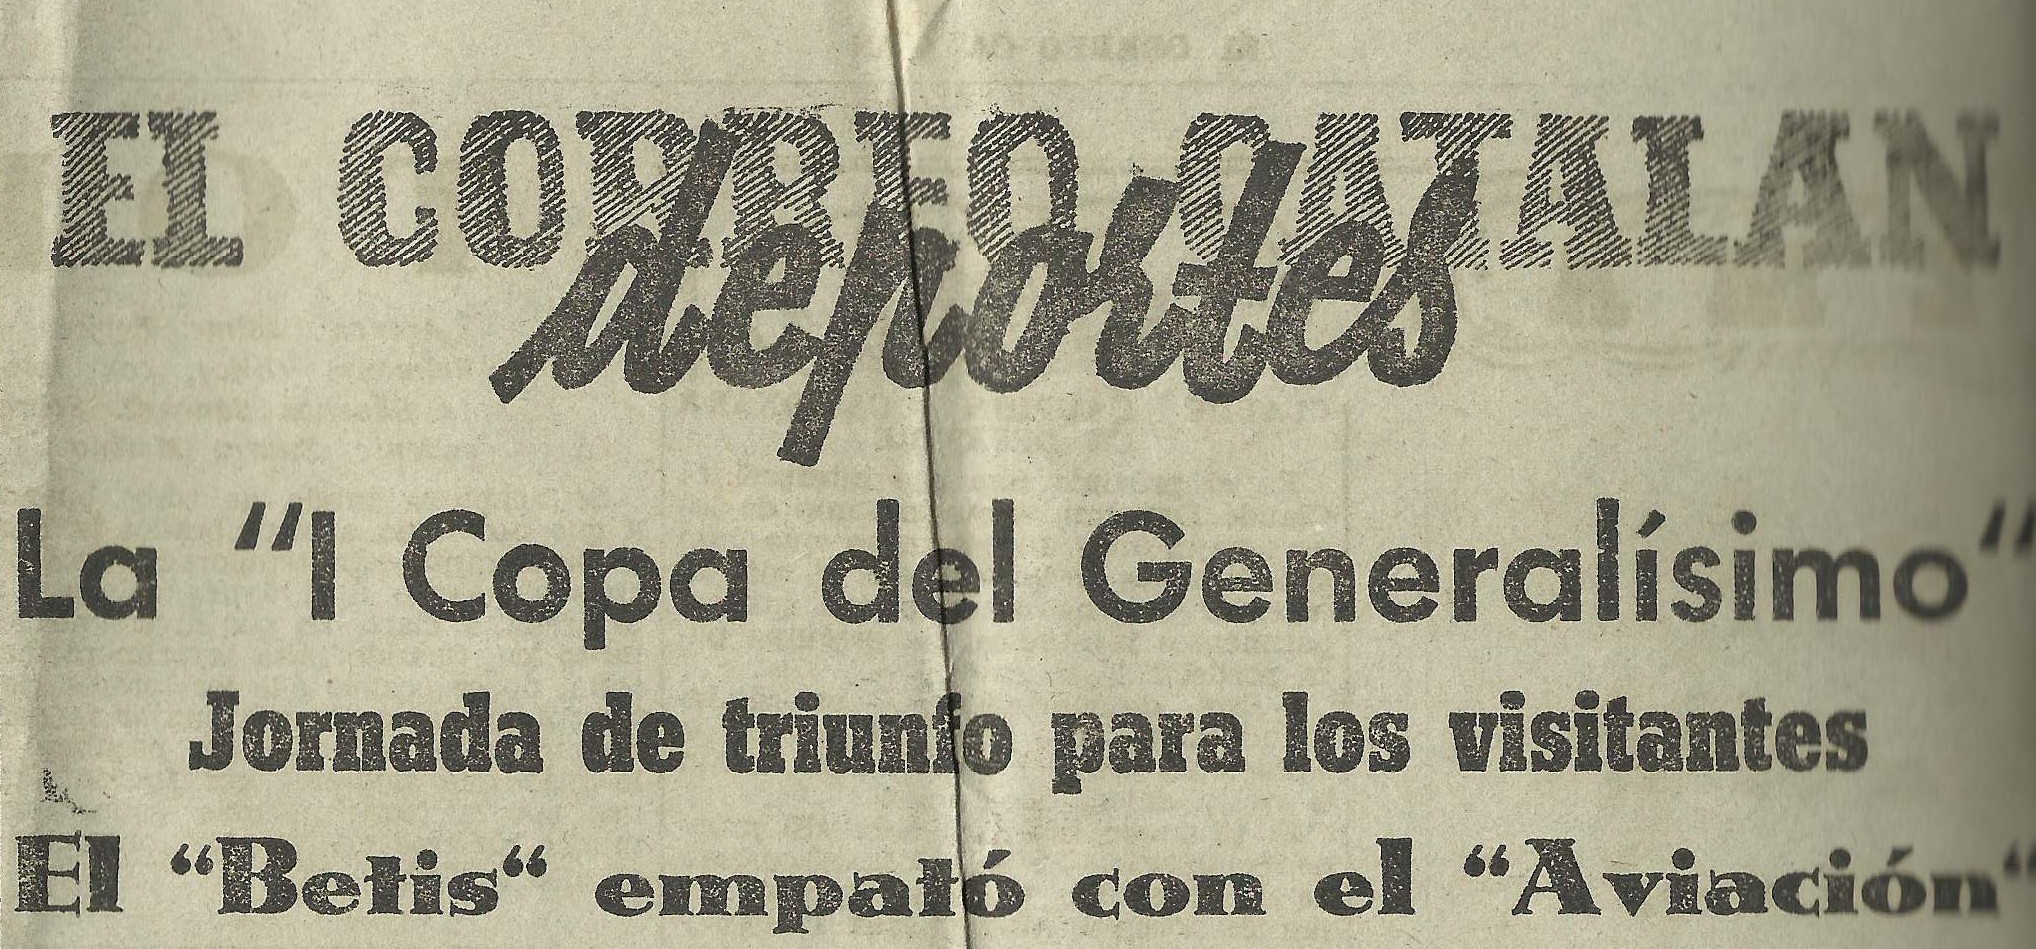 EL CORREO CATALAN
deportes
La “I Copa del Generalísimo“
Jornada de triunfo para los visitantes
El “Betis“ empató con el “Aviación“